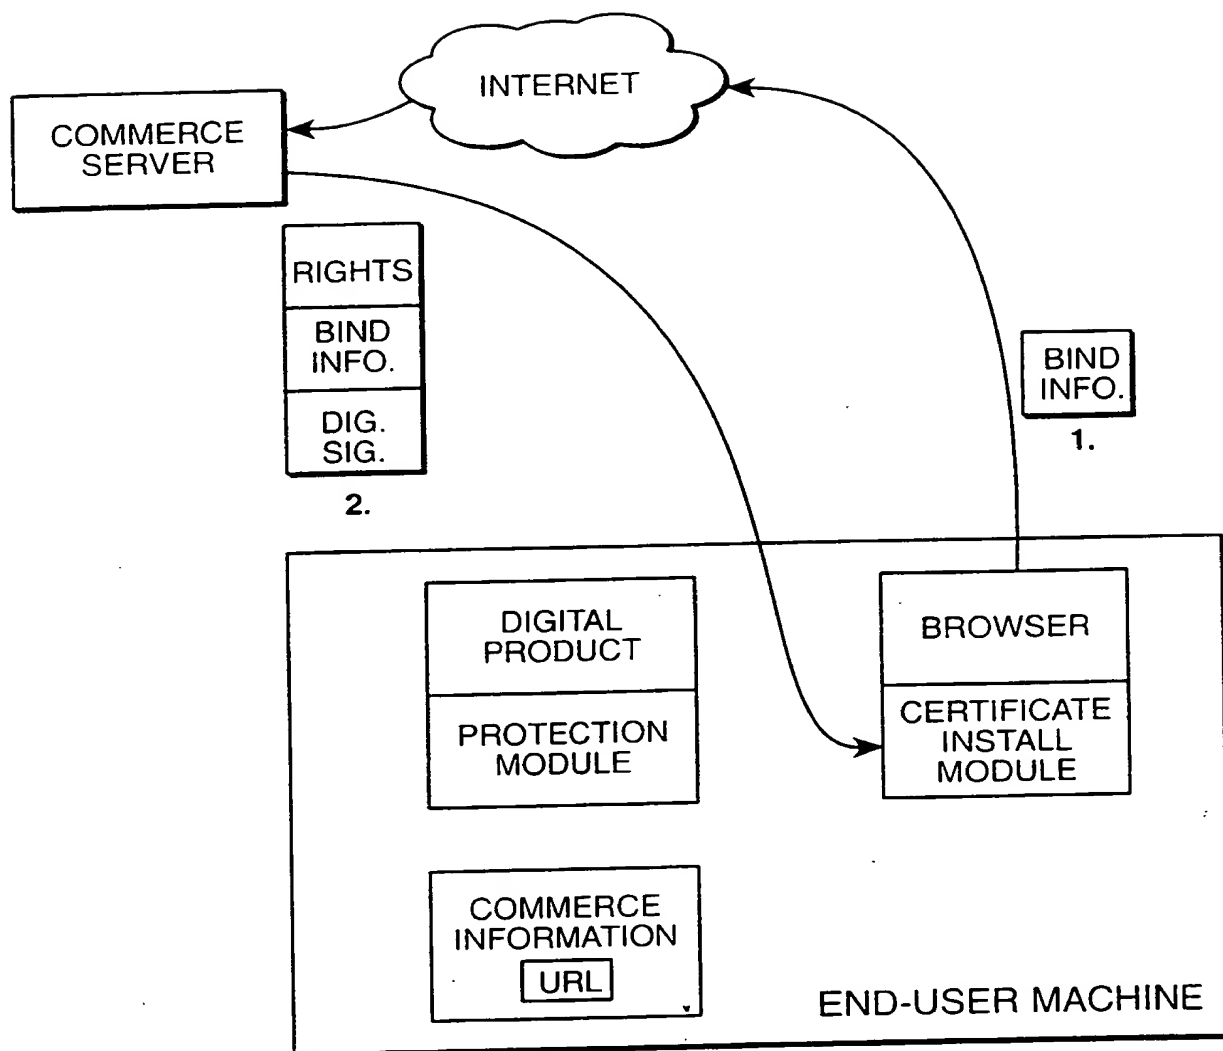 INTERNET
COMMERCE
SERVER
RIGHTS
BIND
INFO.
DIG.
SIG.
2.
BIND
INFO.
1.
DIGITAL
PRODUCT
PROTECTION
MODULE
BROWSER
CERTIFICATE
INSTALL
MODULE
COMMERCE
INFORMATION
URL
END-USER MACHINE